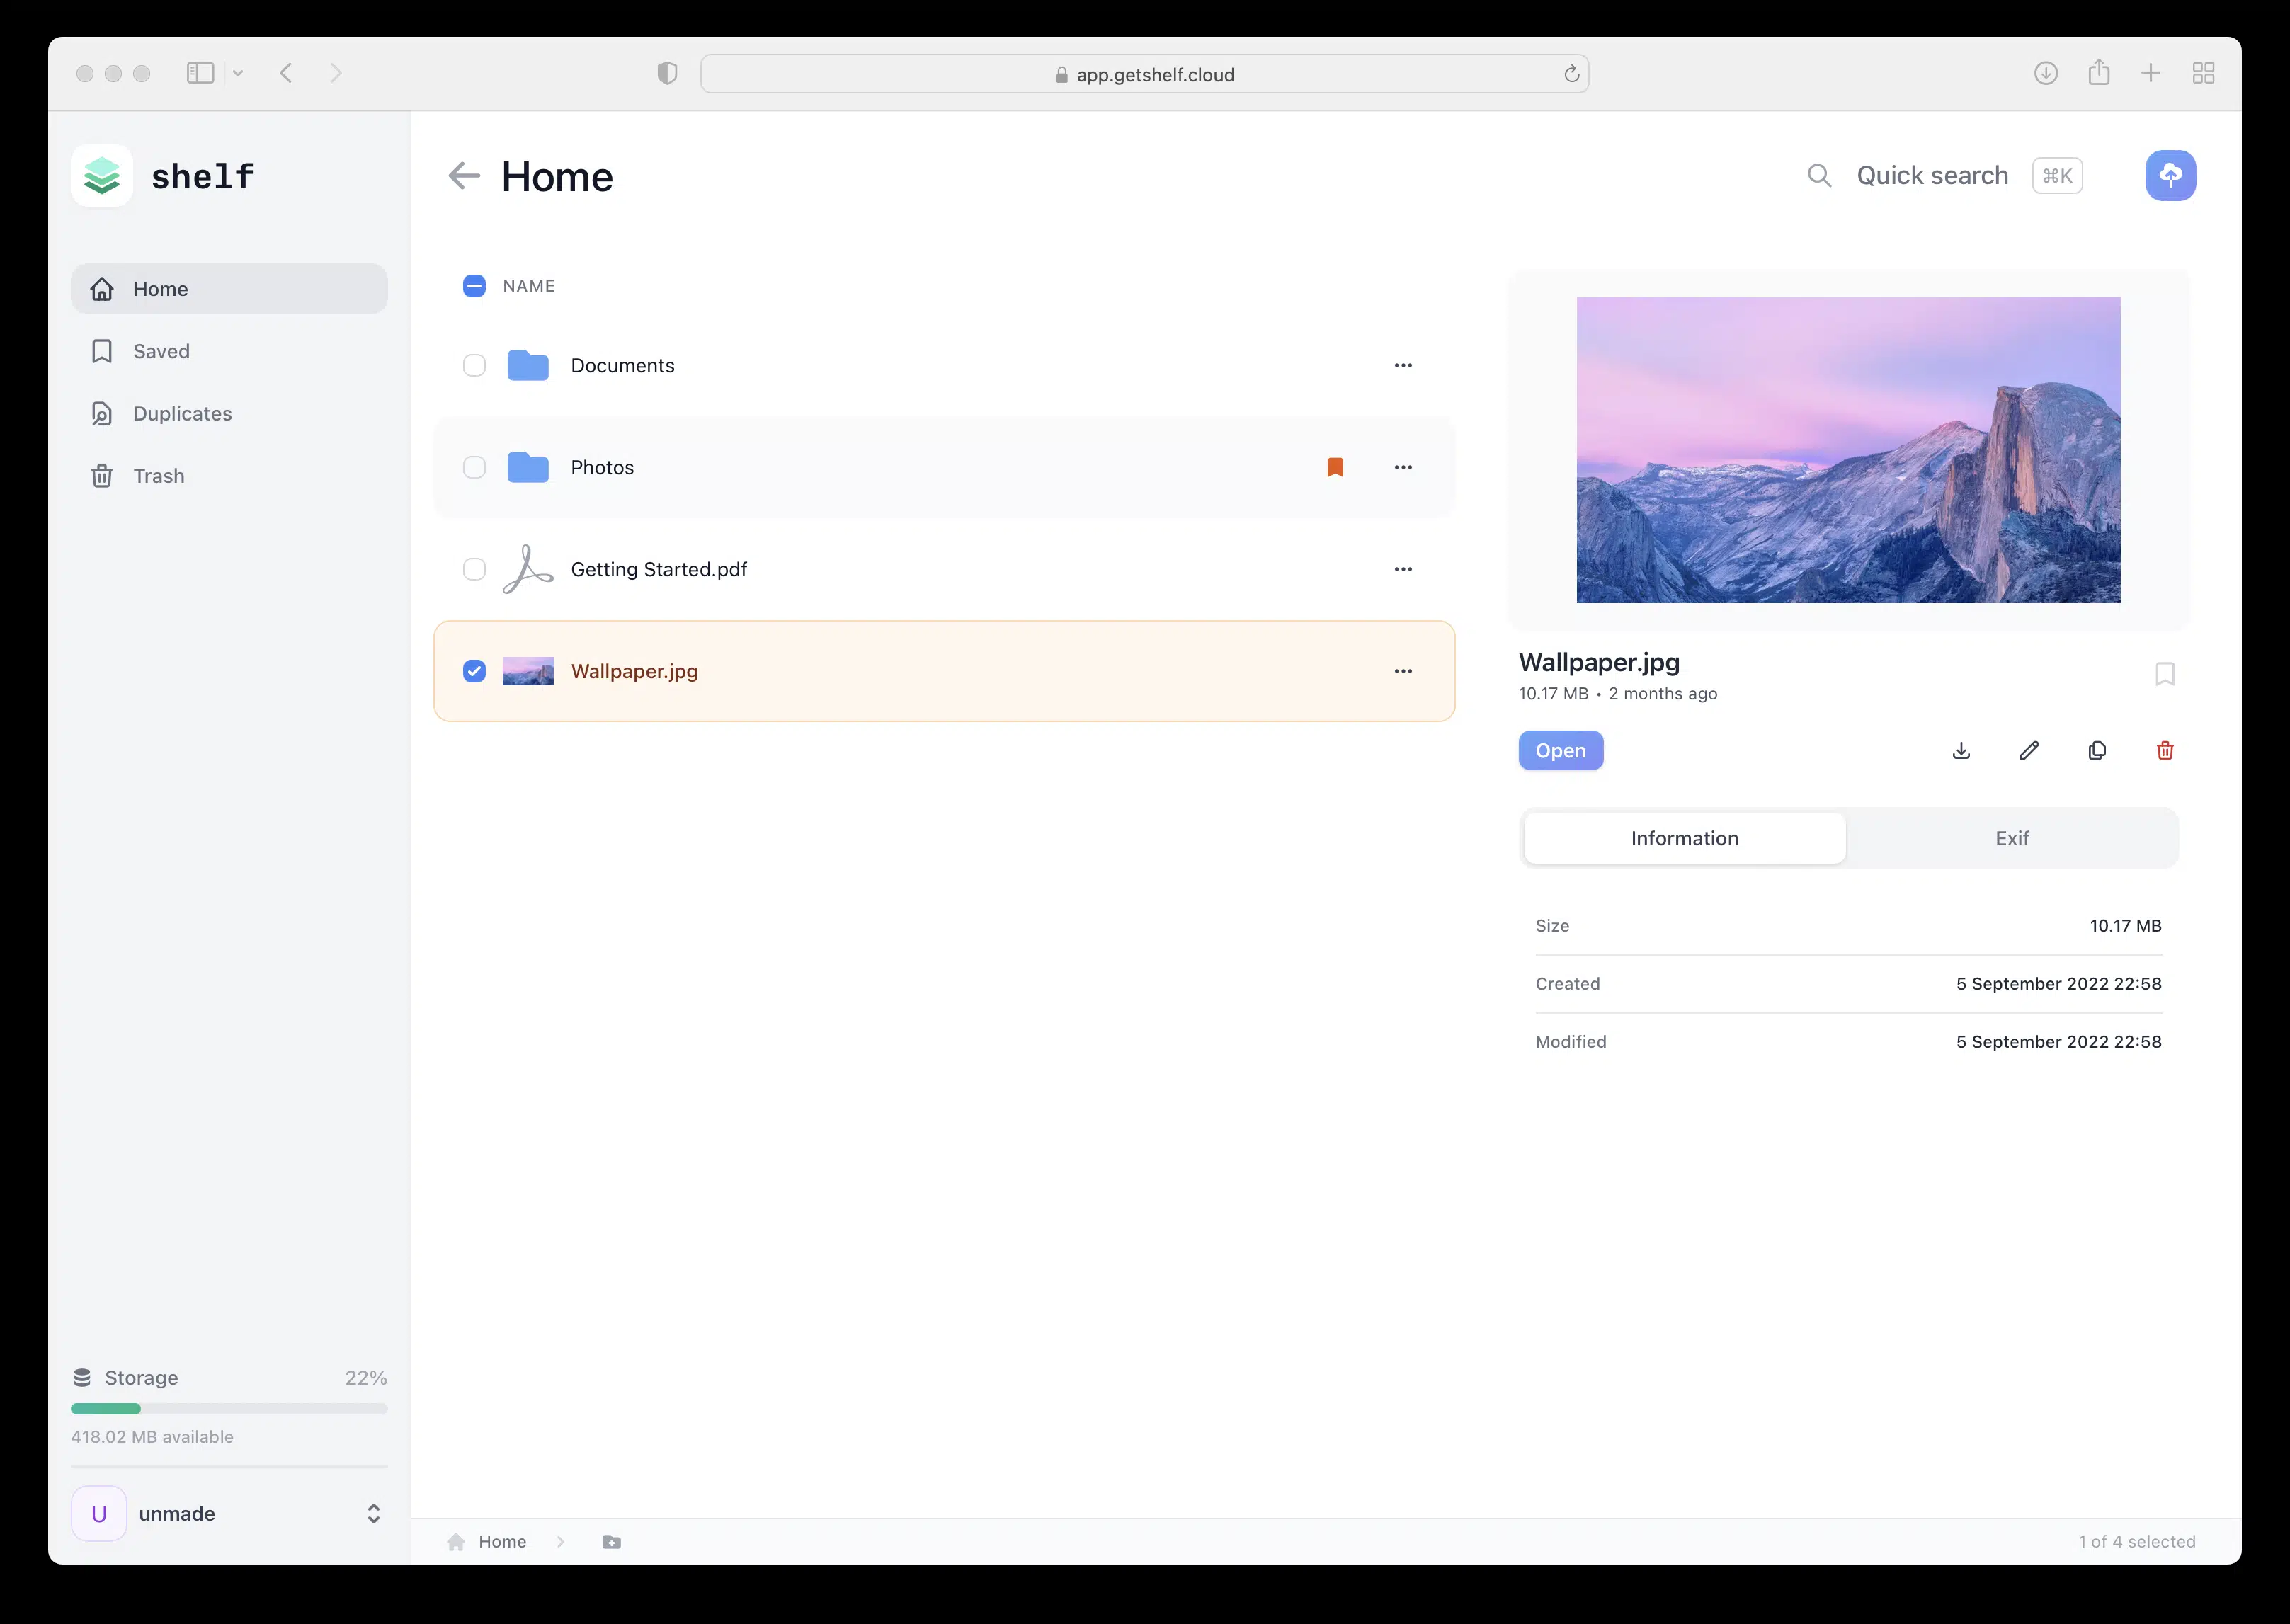 app.getshelf.cloud
shelf
Home
Saved
Duplicates
Trash
Storage 22%
418.02 MB available
U unmade
Home
Quick search ⌘K
NAME
Documents
Photos
Getting Started.pdf
Wallpaper.jpg
Wallpaper.jpg
10.17 MB • 2 months ago
Open
Information Exif
Size 10.17 MB
Created 5 September 2022 22:58
Modified 5 September 2022 22:58
Home
1 of 4 selected